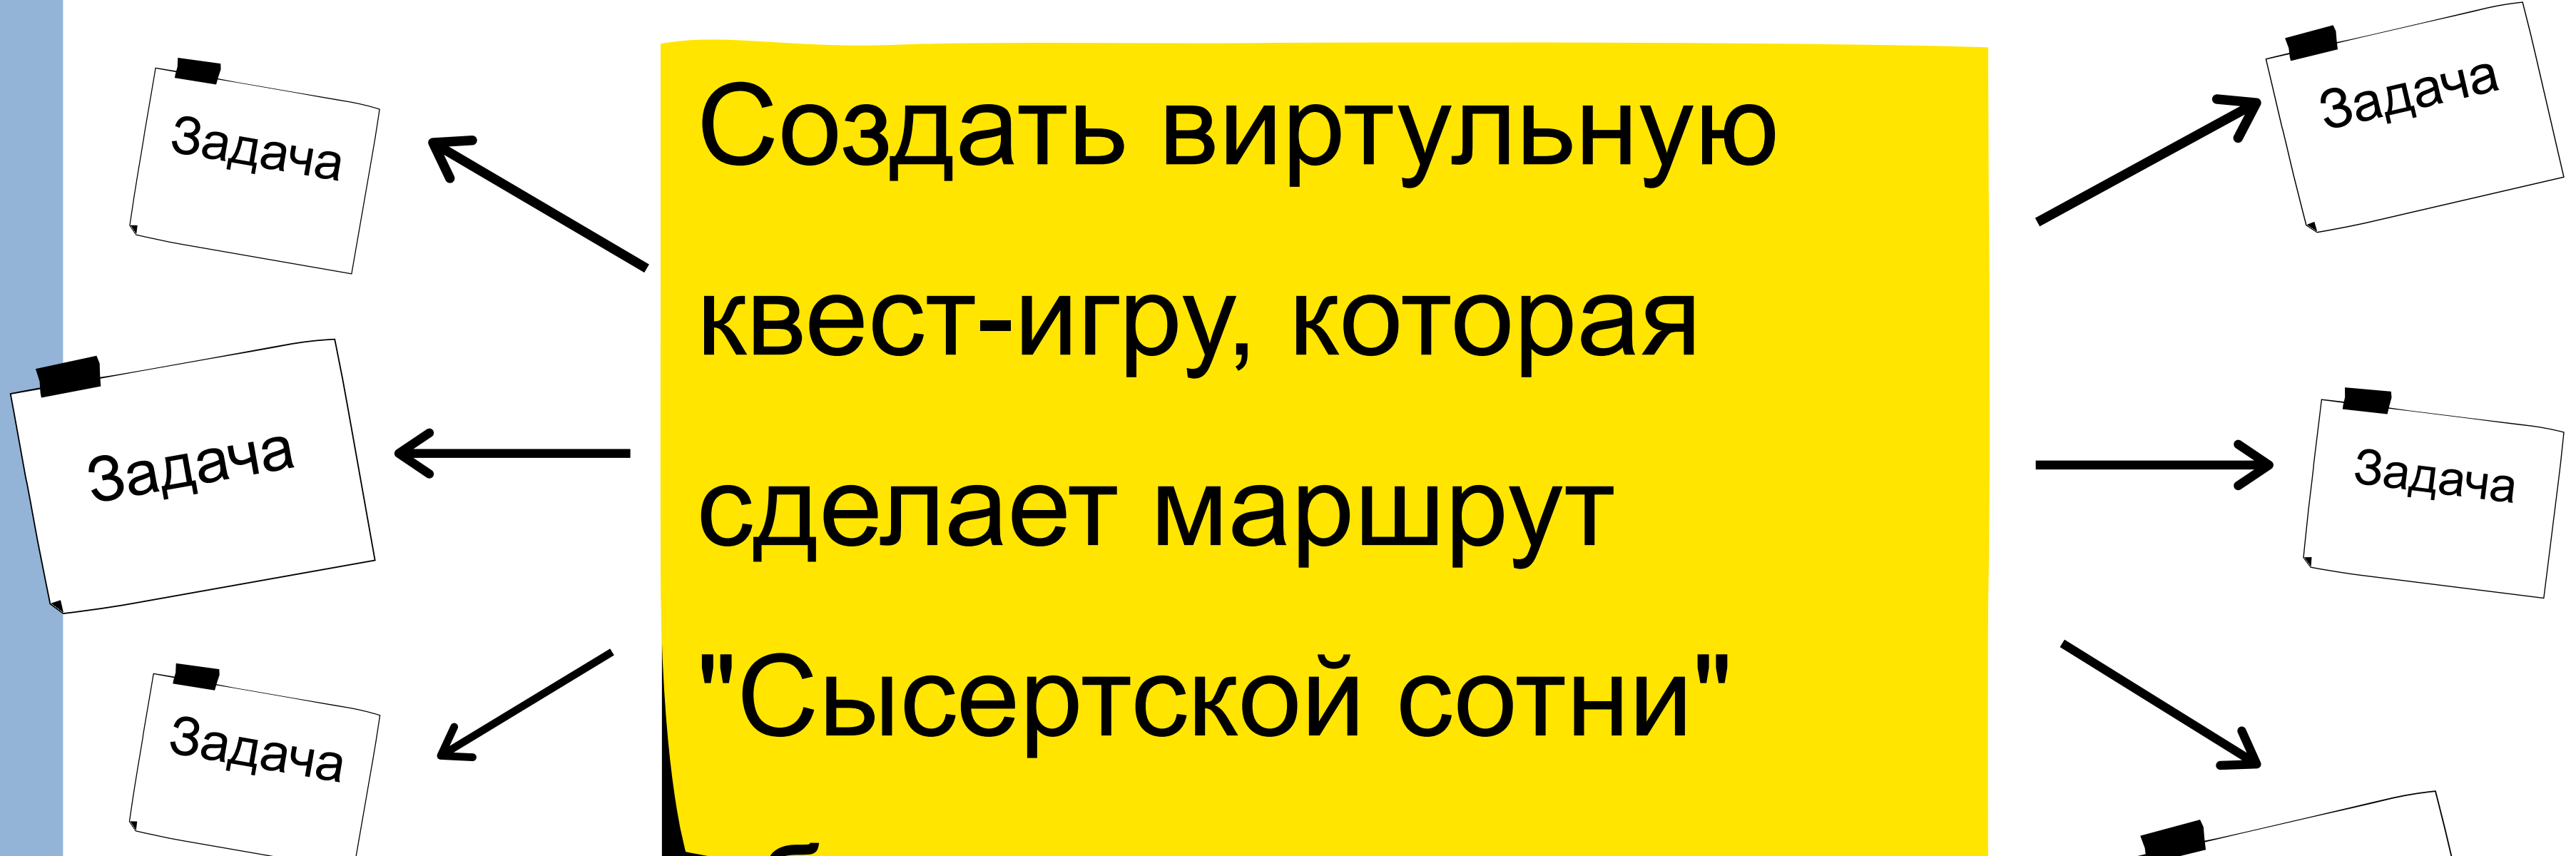 Задача
Задача
Задача
Создать виртульную
квест-игру, которая
сделает маршрут
"Сысертской сотни"
Задача
Задача